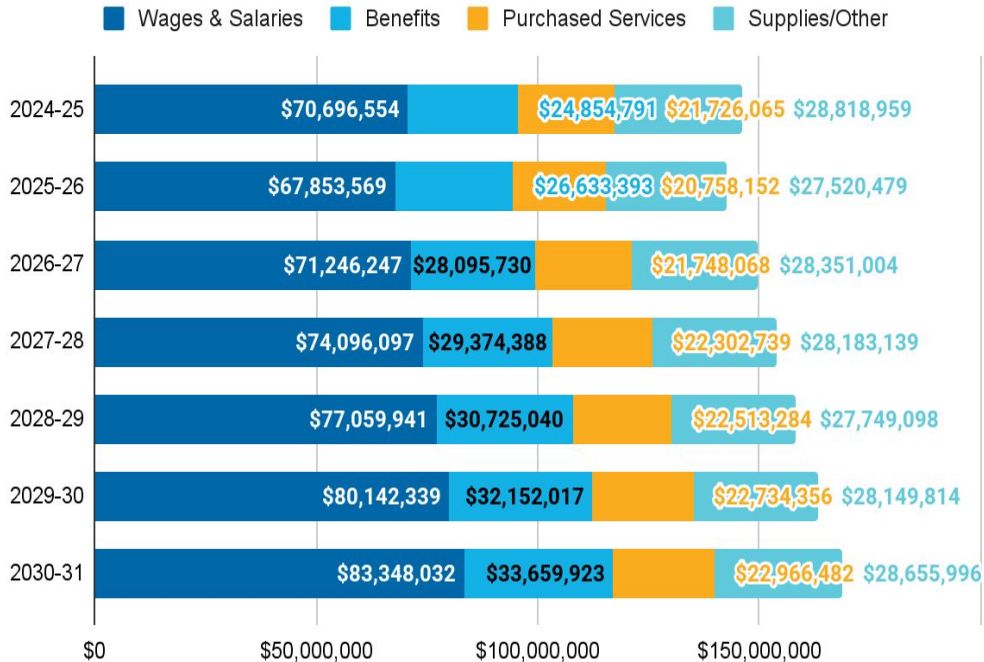 Wages & Salaries Benefits Purchased Services Supplies/Other
2024-25 $70,696,554 $24,854,791 $21,726,065 $28,818,959
2025-26 $67,853,569 $26,633,393 $20,758,152 $27,520,479
2026-27 $71,246,247 $28,095,730 $21,748,068 $28,351,004
2027-28 $74,096,097 $29,374,388 $22,302,739 $28,183,139
2028-29 $77,059,941 $30,725,040 $22,513,284 $27,749,098
2029-30 $80,142,339 $32,152,017 $22,734,356 $28,149,814
2030-31 $83,348,032 $33,659,923 $22,966,482 $28,655,996
$0 $50,000,000 $100,000,000 $150,000,000